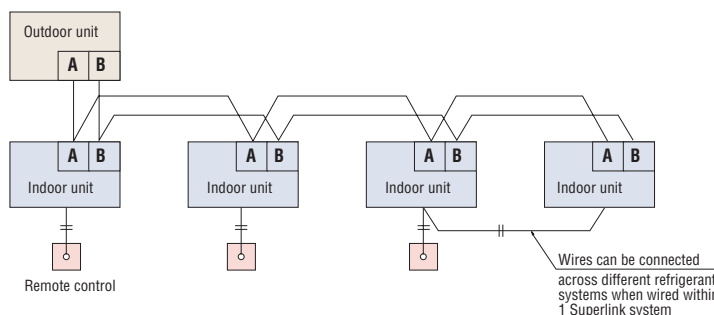 Outdoor unit
A B
A B
A B
A B
A B
Indoor unit
Indoor unit
Indoor unit
Indoor unit
Remote control
Wires can be connected
across different refrigerant
systems when wired within
1 Superlink system